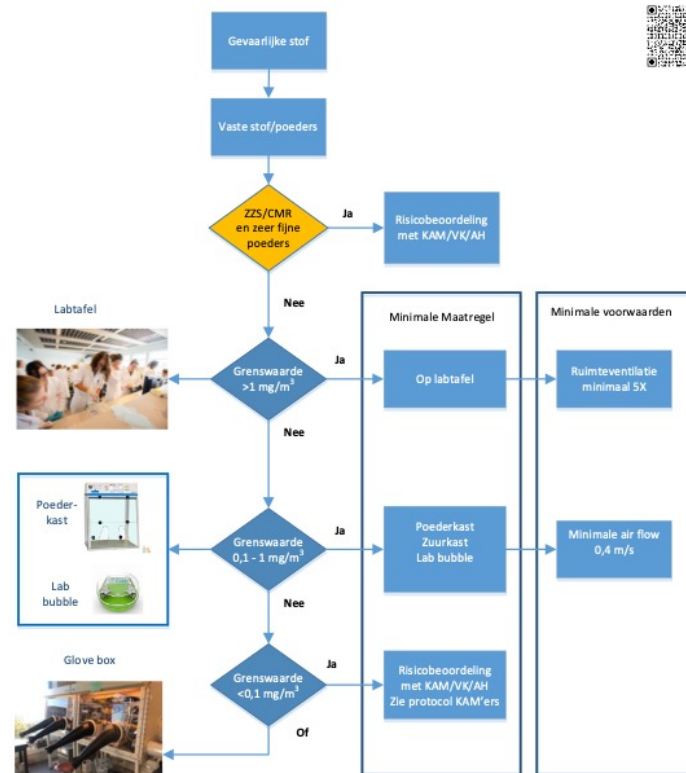 Gevaarlijke stof
Vaste stof/poeders
ZZS/CMR
en zeer fijne
poeders
Ja
Risicobeoordeling
met KAM/VK/AH
Nee
Labtafel
Minimale Maatregel
Minimale voorwaarden
Grenswaarde
>1 mg/m³
Ja
Op labtafel
Ruimteventilatie
minimaal 5X
Nee
Poeder-
kast
Lab
bubble
Grenswaarde
0,1 - 1 mg/m³
Ja
Poederkast
Zuurkast
Lab bubble
Minimale air flow
0,4 m/s
Nee
Glove box
Grenswaarde
<0,1 mg/m³
Ja
Risicobeoordeling
met KAM/VK/AH
Zie protocol KAM'ers
Of